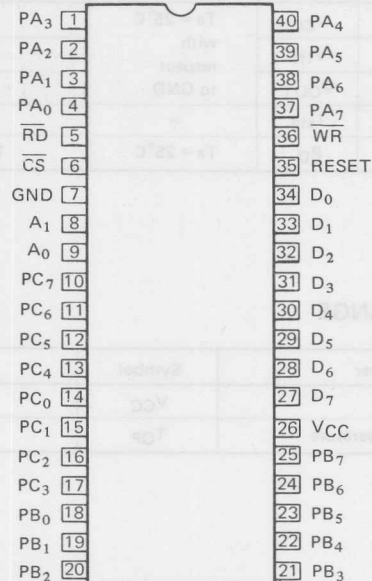 PA3 1 40 PA4
PA2 2 39 PA5
PA1 3 38 PA6
PA0 4 37 PA7
RD 5 36 WR
CS 6 35 RESET
GND 7 34 D0
A1 8 33 D1
A0 9 32 D2
PC7 10 31 D3
PC6 11 30 D4
PC5 12 29 D5
PC4 13 28 D6
PC0 14 27 D7
PC1 15 26 VCC
PC2 16 25 PB7
PC3 17 24 PB6
PB0 18 23 PB5
PB1 19 22 PB4
PB2 20 21 PB3